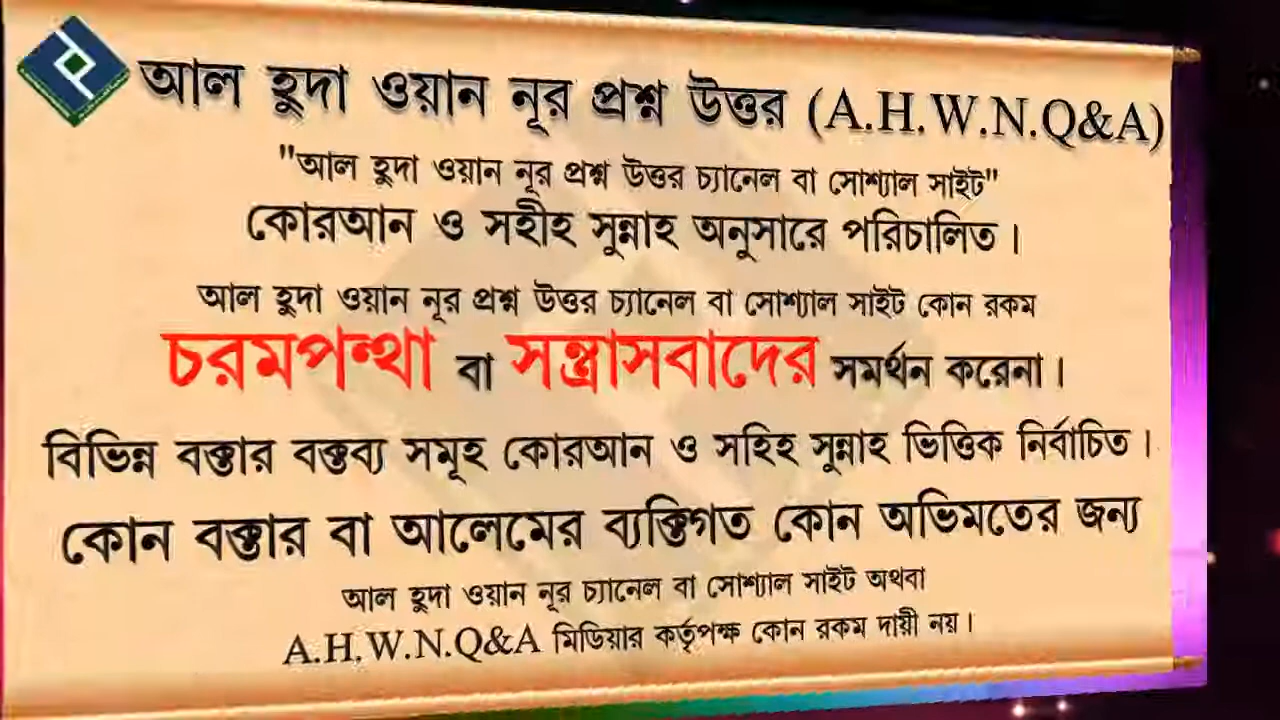 আল হুদা ওয়ান নূর প্রশ্ন উত্তর (A.H.W.N.Q&A)
"আল হুদা ওয়ান নূর প্রশ্ন উত্তর চ্যানেল বা সোশ্যাল সাইট"
কোরআন ও সহীহ সুন্নাহ অনুসারে পরিচালিত।
আল হুদা ওয়ান নূর প্রশ্ন উত্তর চ্যানেল বা সোশ্যাল সাইট কোন রকম
চরমপন্থা বা সন্ত্রাসবাদের সমর্থন করেনা।
বিভিন্ন বক্তার বক্তব্য সমূহ কোরআন ও সহিহ সুন্নাহ ভিত্তিক নির্বাচিত।
কোন বক্তার বা আলেমের ব্যক্তিগত কোন অভিমতের জন্য
আল হুদা ওয়ান নূর চ্যানেল বা সোশ্যাল সাইট অথবা
A.H.W.N.Q&A মিডিয়ার কর্তৃপক্ষ কোন রকম দায়ী নয়।